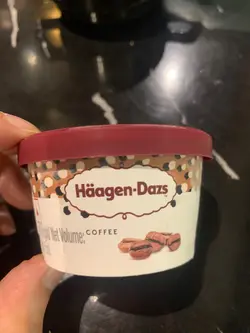 Häagen-Dazs
COFFEE
Net Volume: